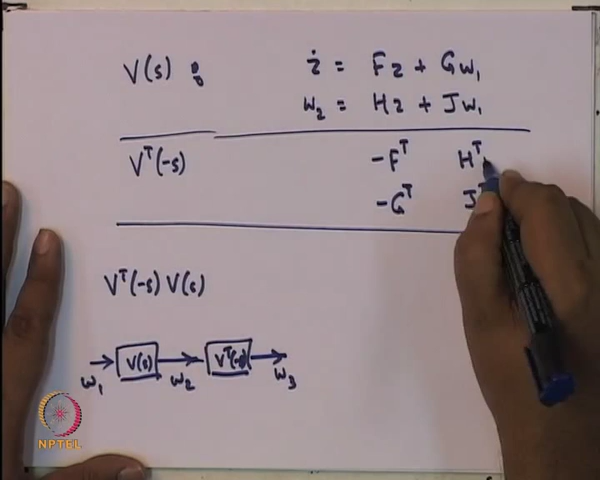 V(s) : ż = Fz + Gw₁
w₂ = Hz + Jw₁
Vᵀ(-s) -Fᵀ Hᵀ
-Gᵀ Jᵀ
Vᵀ(-s) V(s)
V(s) Vᵀ(-s)
w₁ w₂ w₃
NPTEL